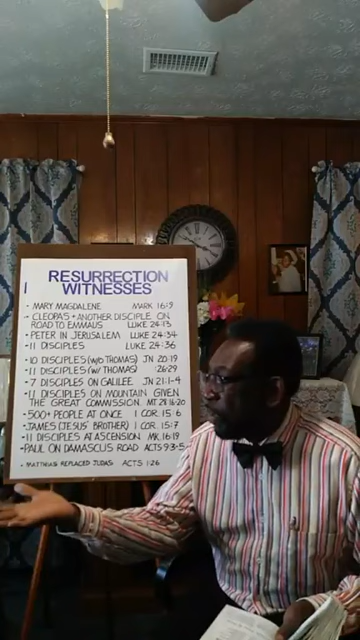 RESURRECTION
WITNESSES
- MARY MAGDALENE MARK 16:9
- CLEOPAS + ANOTHER DISCIPLE ON
ROAD TO EMMAUS LUKE 24:13
- PETER IN JERUSALEM LUKE 24:34
- 11 DISCIPLES LUKE 24:36
- 10 DISCIPLES (w/o THOMAS) JN 20:19
- 11 DISCIPLES (w/ THOMAS) 26-29
- 7 DISCIPLES ON GALILEE JN 21:1-4
- 11 DISCIPLES ON MOUNTAIN GIVEN
THE GREAT COMMISSION MT 28:16-20
- 500+ PEOPLE AT ONCE I COR. 15:6
- JAMES (JESUS' BROTHER) I COR. 15:7
- 11 DISCIPLES AT ASCENSION MK. 16:19
- PAUL ON DAMASCUS ROAD ACTS 9:3-5
- MATTHIAS REPLACED JUDAS ACTS 1:26